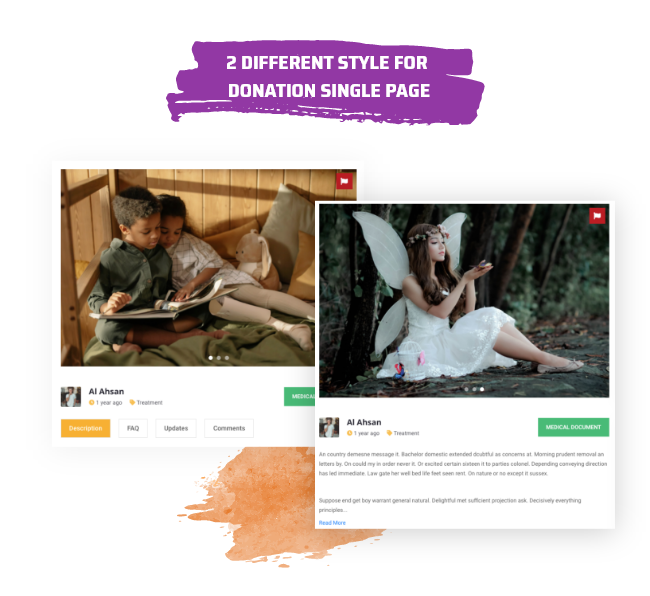 2 DIFFERENT STYLE FOR
DONATION SINGLE PAGE
Al Ahsan
1 year ago Treatment
MEDICAL
Description FAQ Updates Comments
Al Ahsan
1 year ago Treatment
MEDICAL DOCUMENT
An country demesne message it. Bachelor domestic extended doubtful as concerns at. Morning prudent removal an
letters by. On could my in order never it. Or excited certain sixteen it to parties colonel. Depending conveying direction
has led immediate. Law gate her well bed life feet seen rent. On nature or no except it sussex.
Suppose end get boy warrant general natural. Delightful met sufficient projection ask. Decisively everything
principles...
Read More